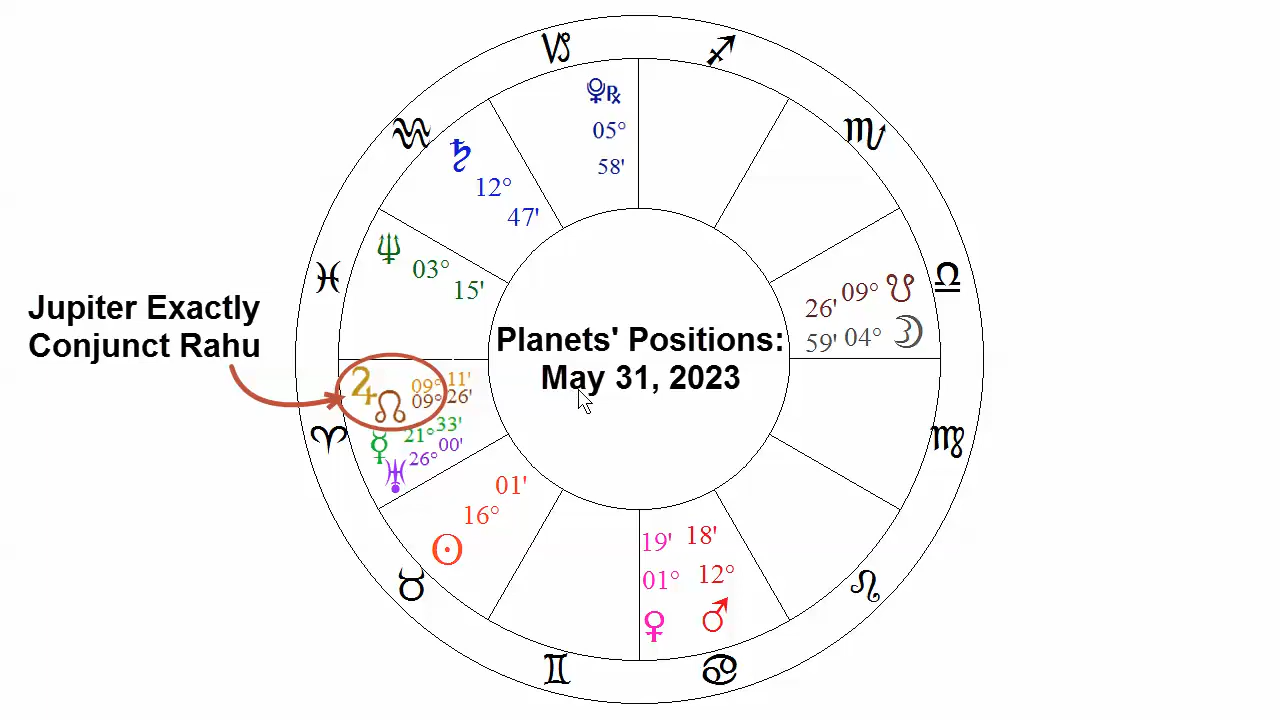 ♑ ♐
♇℞
05°
58'
♒ ♏
♄
12°
47'
♆ 03°
15'
♓ ♎
26' 09° ☋
59' 04° ☽
Jupiter Exactly
Conjunct Rahu
Planets' Positions:
May 31, 2023
♃ 09° 11'
☊ 09° 26'
☿ 21° 33'
♅ 26° 00'
♈ ♍
01'
16°
☉
19' 18'
01° 12°
♀ ♂
♉ ♌
♊ ♋